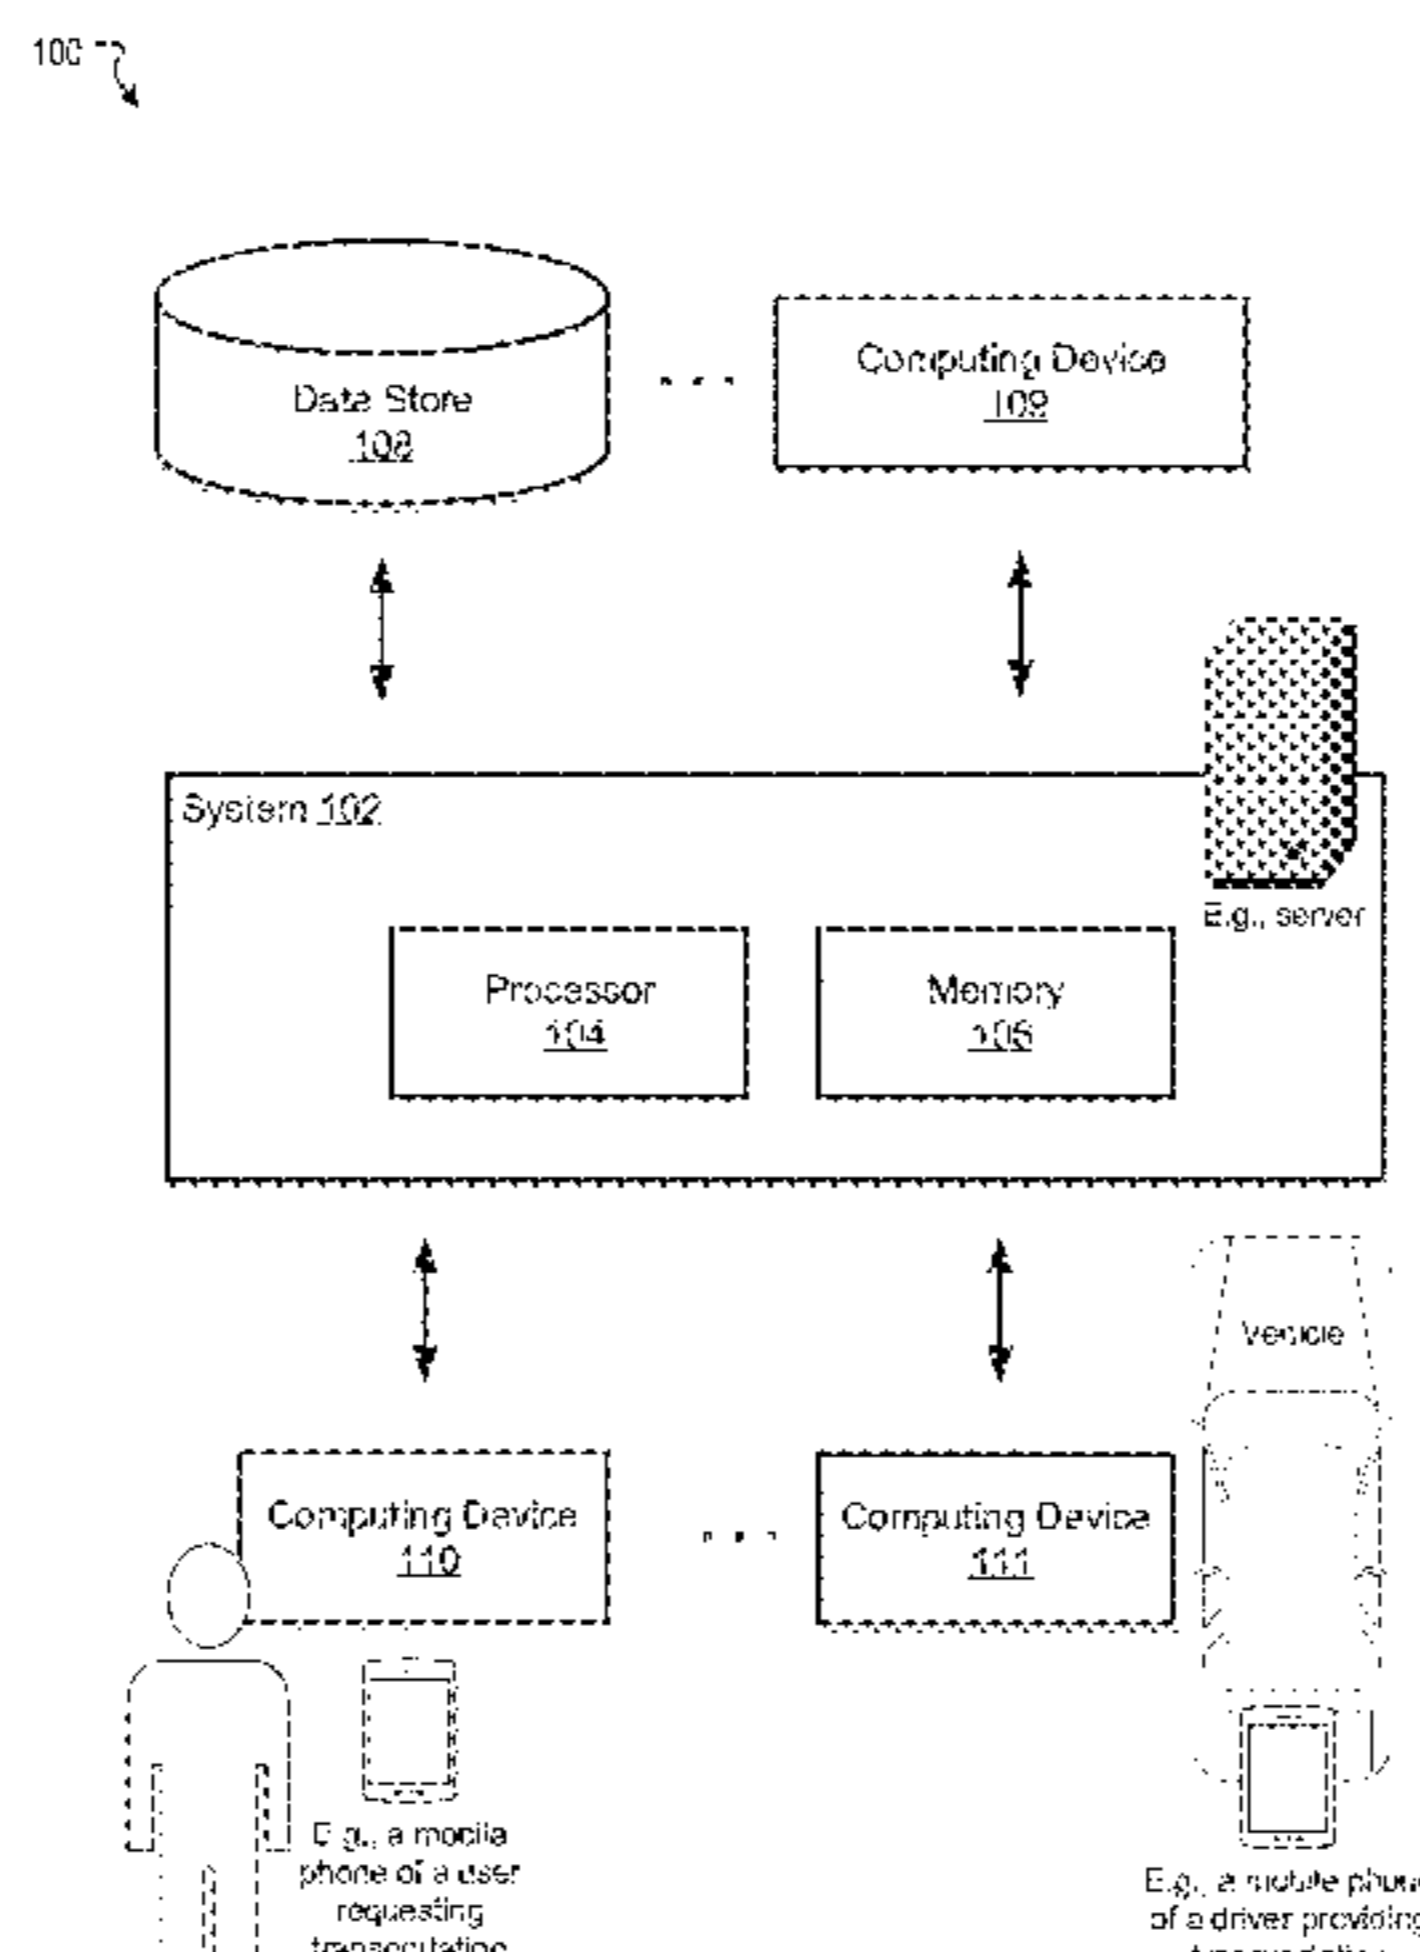 100
Data Store
108
Computing Device
109
System 102
E.g., server
Processor
104
Memory
106
Vehicle
Computing Device
110
Computing Device
111
E.g., a mobile
phone of a user
requesting
transportation
E.g., a mobile phone
of a driver providing